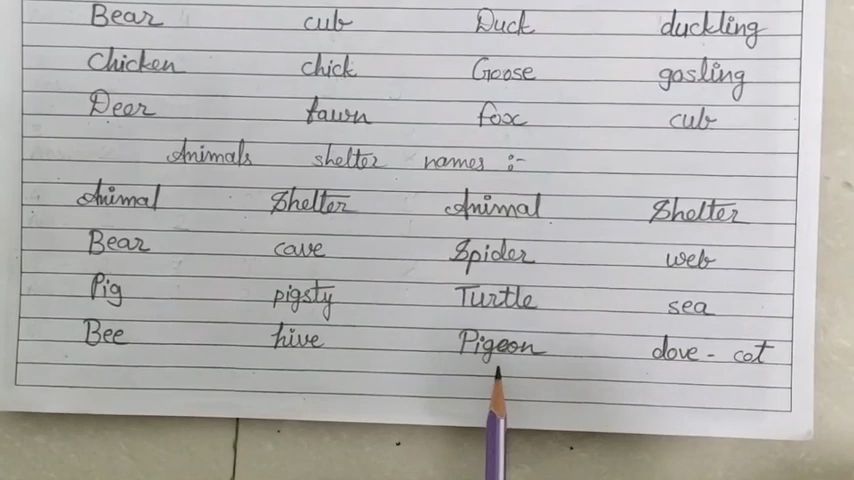 Bear cub Duck duckling
Chicken chick Goose gosling
Deer fawn fox cub
Animals shelter names :-
Animal Shelter Animal Shelter
Bear cave Spider web
Pig pigsty Turtle sea
Bee hive Pigeon dove - cot